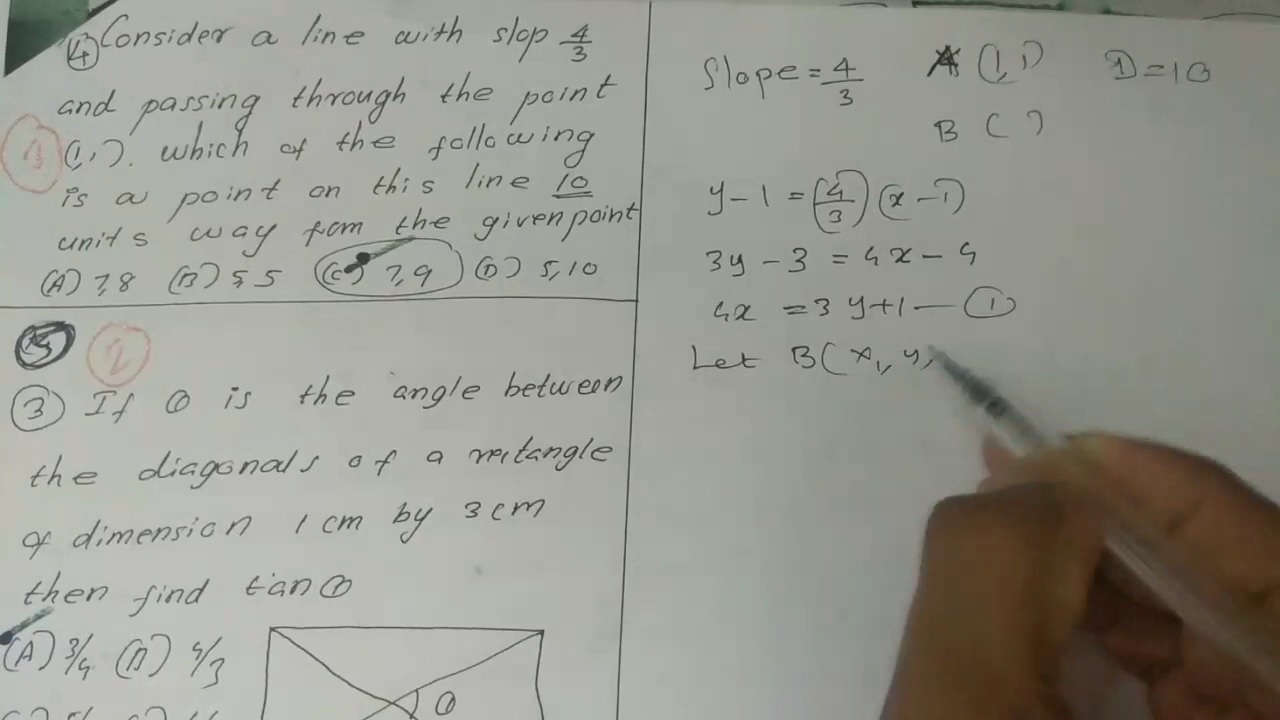 ④ Consider a line with slop 4/3
and passing through the point
1 (1,1). which of the following
is a point on this line 10
units way fom the given point
(A) 7,8 (B) 5,5 (C) 7,9 (D) 5,10
2
③ If θ is the angle between
the diagonals of a rectangle
of dimension 1 cm by 3 cm
then find tan θ
(A) 3/4 (B) 4/3
θ
Slope = 4/3 A (1,1) D = 10
B ( )
y - 1 = (4/3) (x - 1)
3y - 3 = 4x - 4
4x = 3y + 1 — ①
Let B( x₁, y₁